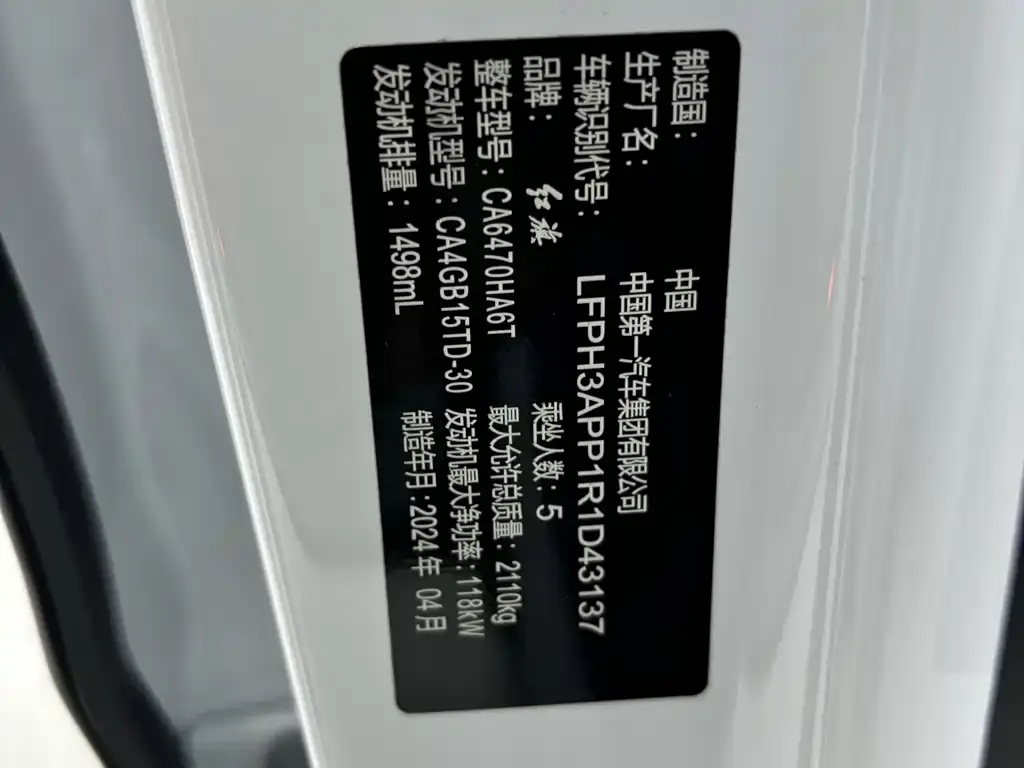 制造国： 中国
生产厂名： 中国第一汽车集团有限公司
车辆识别代号： LFPH3APP1R1D43137
品牌： 红旗 乘坐人数：5
整车型号：CA6470HA6T 最大允许总质量：2110kg
发动机型号：CA4GB15TD-30 发动机最大净功率：118kW
发动机排量：1498mL 制造年月：2024年 04月